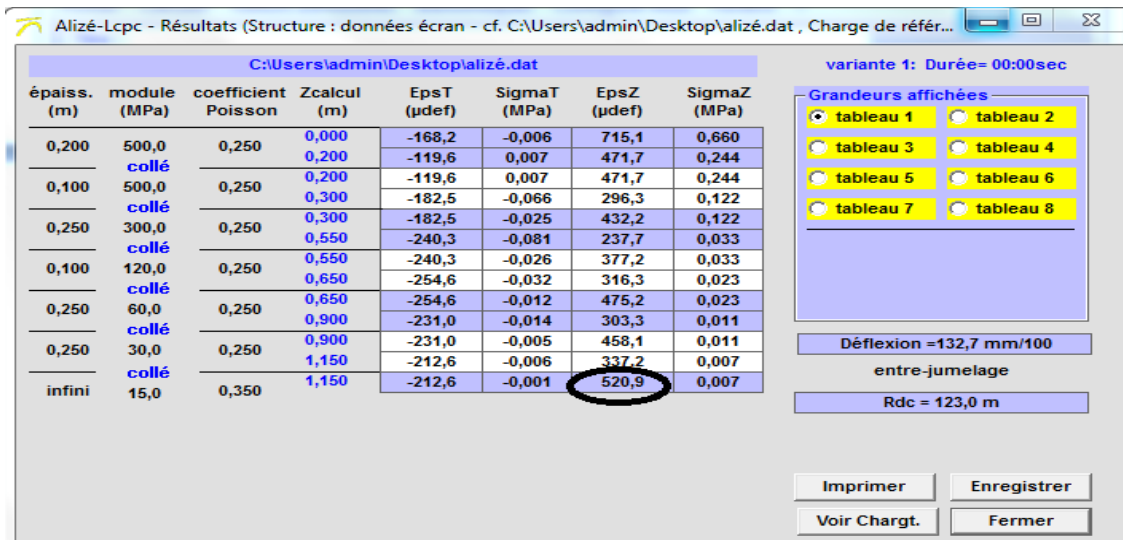 Alizé-Lcpc - Résultats (Structure : données écran - cf. C:\Users\admin\Desktop\alizé.dat , Charge de référ...
C:\Users\admin\Desktop\alizé.dat
variante 1: Durée= 00:00sec
épaiss. module coefficient Zcalcul EpsT SigmaT EpsZ SigmaZ
(m) (MPa) Poisson (m) (µdef) (MPa) (µdef) (MPa)
Grandeurs affichées
tableau 1 tableau 2
tableau 3 tableau 4
tableau 5 tableau 6
tableau 7 tableau 8
0,000 -168,2 -0,006 715,1 0,660
0,200 500,0 0,250
collé 0,200 -119,6 0,007 471,7 0,244
0,200 -119,6 0,007 471,7 0,244
0,100 500,0 0,250
collé 0,300 -182,5 -0,066 296,3 0,122
0,300 -182,5 -0,025 432,2 0,122
0,250 300,0 0,250
collé 0,550 -240,3 -0,081 237,7 0,033
0,550 -240,3 -0,026 377,2 0,033
0,100 120,0 0,250
collé 0,650 -254,6 -0,032 316,3 0,023
0,650 -254,6 -0,012 475,2 0,023
0,250 60,0 0,250
collé 0,900 -231,0 -0,014 303,3 0,011
0,900 -231,0 -0,005 458,1 0,011
0,250 30,0 0,250
collé 1,150 -212,6 -0,006 337,2 0,007
1,150 -212,6 -0,001 520,9 0,007
infini 15,0 0,350
Déflexion =132,7 mm/100
entre-jumelage
Rdc = 123,0 m
Imprimer Enregistrer
Voir Chargt. Fermer